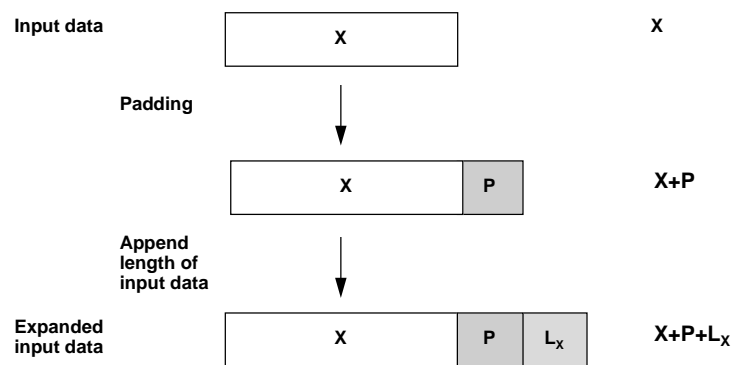 Input data X X
Padding
X P X+P
Append
length of
input data
Expanded
input data X P Lₓ X+P+Lₓ